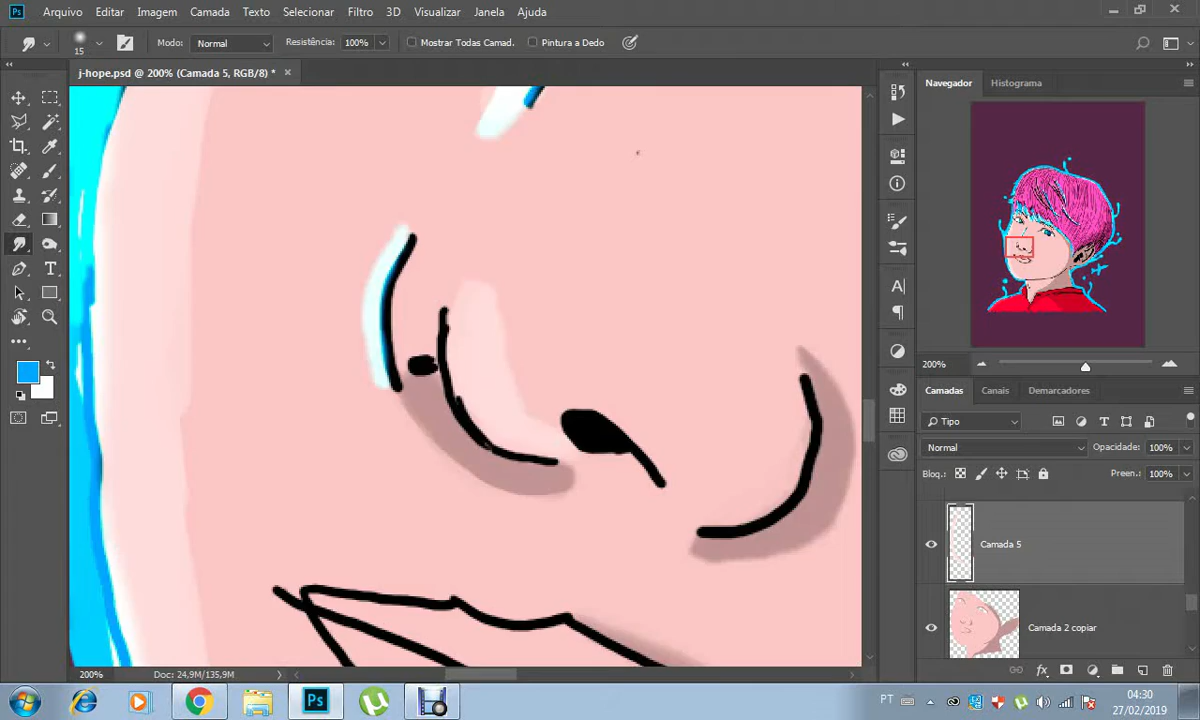 Ps Arquivo Editar Imagem Camada Texto Selecionar Filtro 3D Visualizar Janela Ajuda
15 Modo: Normal Resistência: 100% Mostrar Todas Camad. Pintura a Dedo
j-hope.psd @ 200% (Camada 5, RGB/8) * ×
Navegador Histograma
200%
Camadas Canais Demarcadores
Tipo
Normal Opacidade: 100%
Bloq.: Preen.: 100%
Camada 5
Camada 2 copiar
200% Doc: 24,9M/135,9M
Ps PT 04:30
27/02/2019